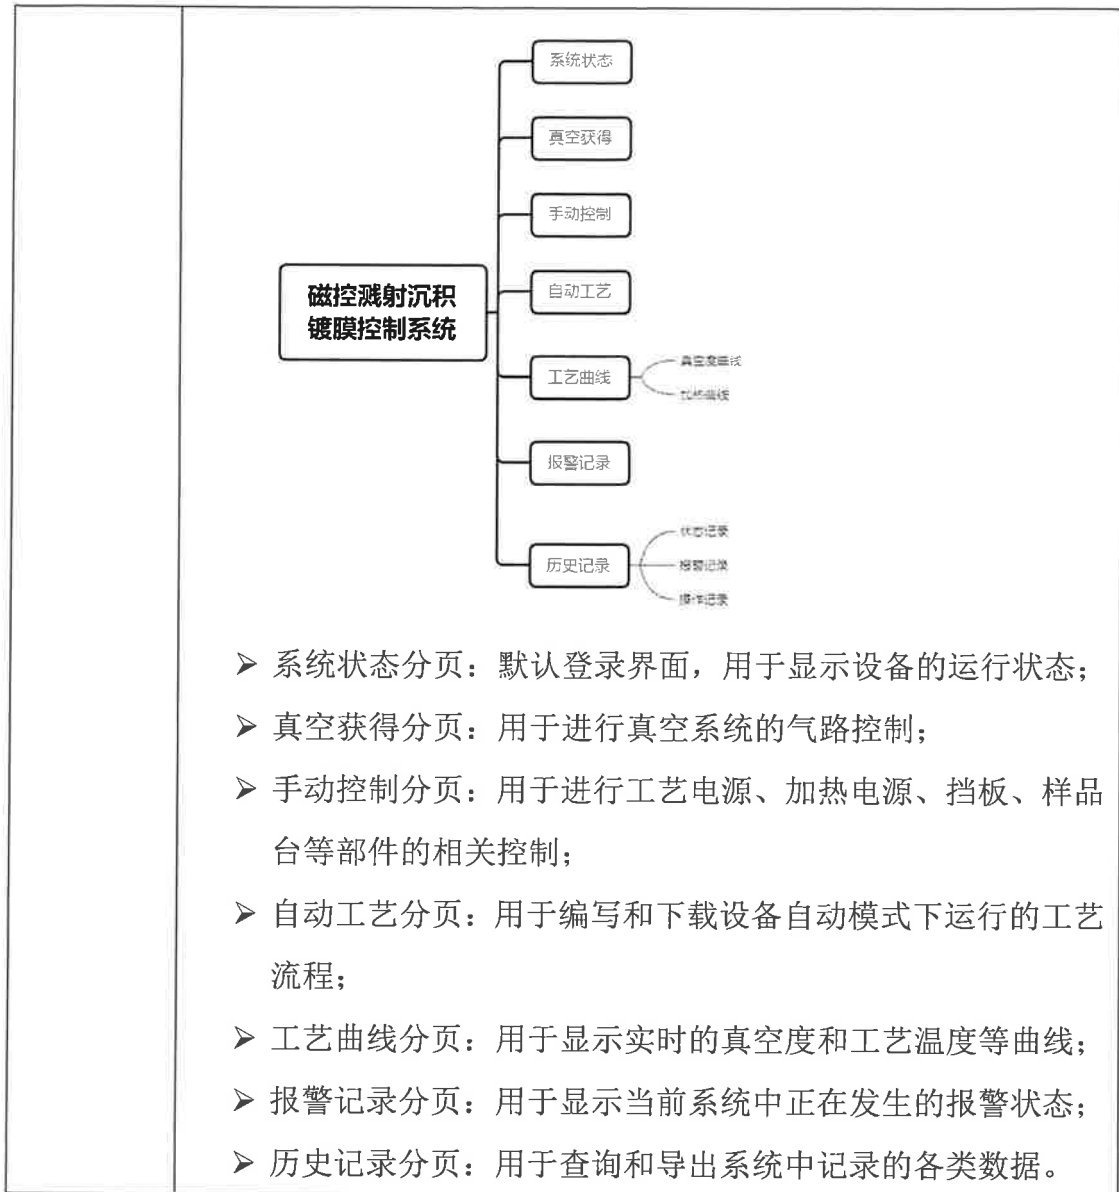 系统状态
真空获得
手动控制
自动工艺
磁控溅射沉积
镀膜控制系统
工艺曲线
真空度曲线
加热曲线
报警记录
历史记录
状态记录
报警记录
操作记录
➢ 系统状态分页：默认登录界面，用于显示设备的运行状态；
➢ 真空获得分页：用于进行真空系统的气路控制；
➢ 手动控制分页：用于进行工艺电源、加热电源、挡板、样品
台等部件的相关控制；
➢ 自动工艺分页：用于编写和下载设备自动模式下运行的工艺
流程；
➢ 工艺曲线分页：用于显示实时的真空度和工艺温度等曲线；
➢ 报警记录分页：用于显示当前系统中正在发生的报警状态；
➢ 历史记录分页：用于查询和导出系统中记录的各类数据。